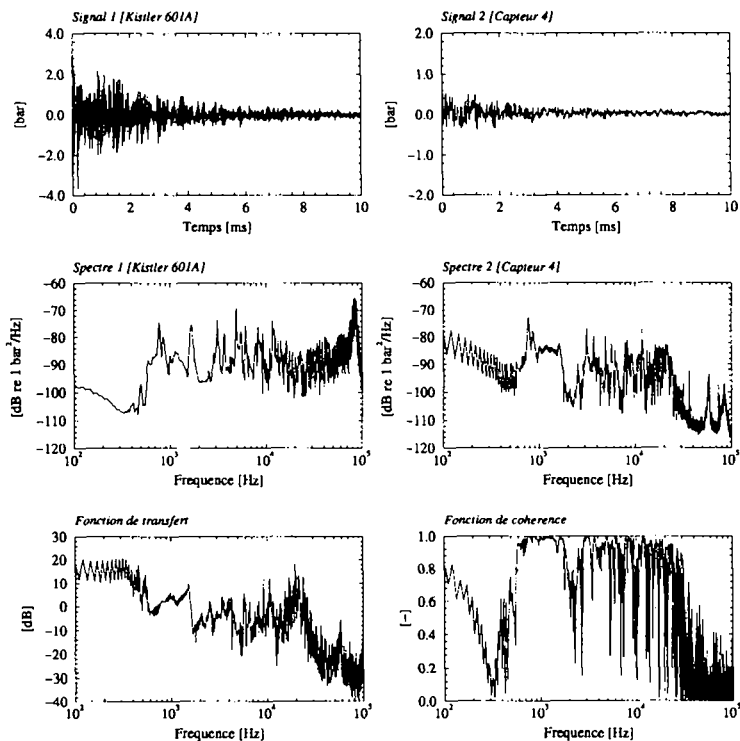 Signal 1 [Kistler 601A]
4.0
2.0
0.0
-2.0
-4.0
[bar]
0 2 4 6 8 10
Temps [ms]
Signal 2 [Capteur 4]
2.0
1.0
0.0
-1.0
-2.0
[bar]
0 2 4 6 8 10
Temps [ms]
Spectre 1 [Kistler 601A]
-60
-70
-80
-90
-100
-110
-120
[dB re 1 bar²/Hz]
10² 10³ 10⁴ 10⁵
Frequence [Hz]
Spectre 2 [Capteur 4]
-60
-70
-80
-90
-100
-110
-120
[dB re 1 bar²/Hz]
10² 10³ 10⁴ 10⁵
Frequence [Hz]
Fonction de transfert
30
20
10
0
-10
-20
-30
-40
[dB]
10² 10³ 10⁴ 10⁵
Frequence [Hz]
Fonction de coherence
1.0
0.8
0.6
0.4
0.2
0.0
[-]
10² 10³ 10⁴ 10⁵
Frequence [Hz]